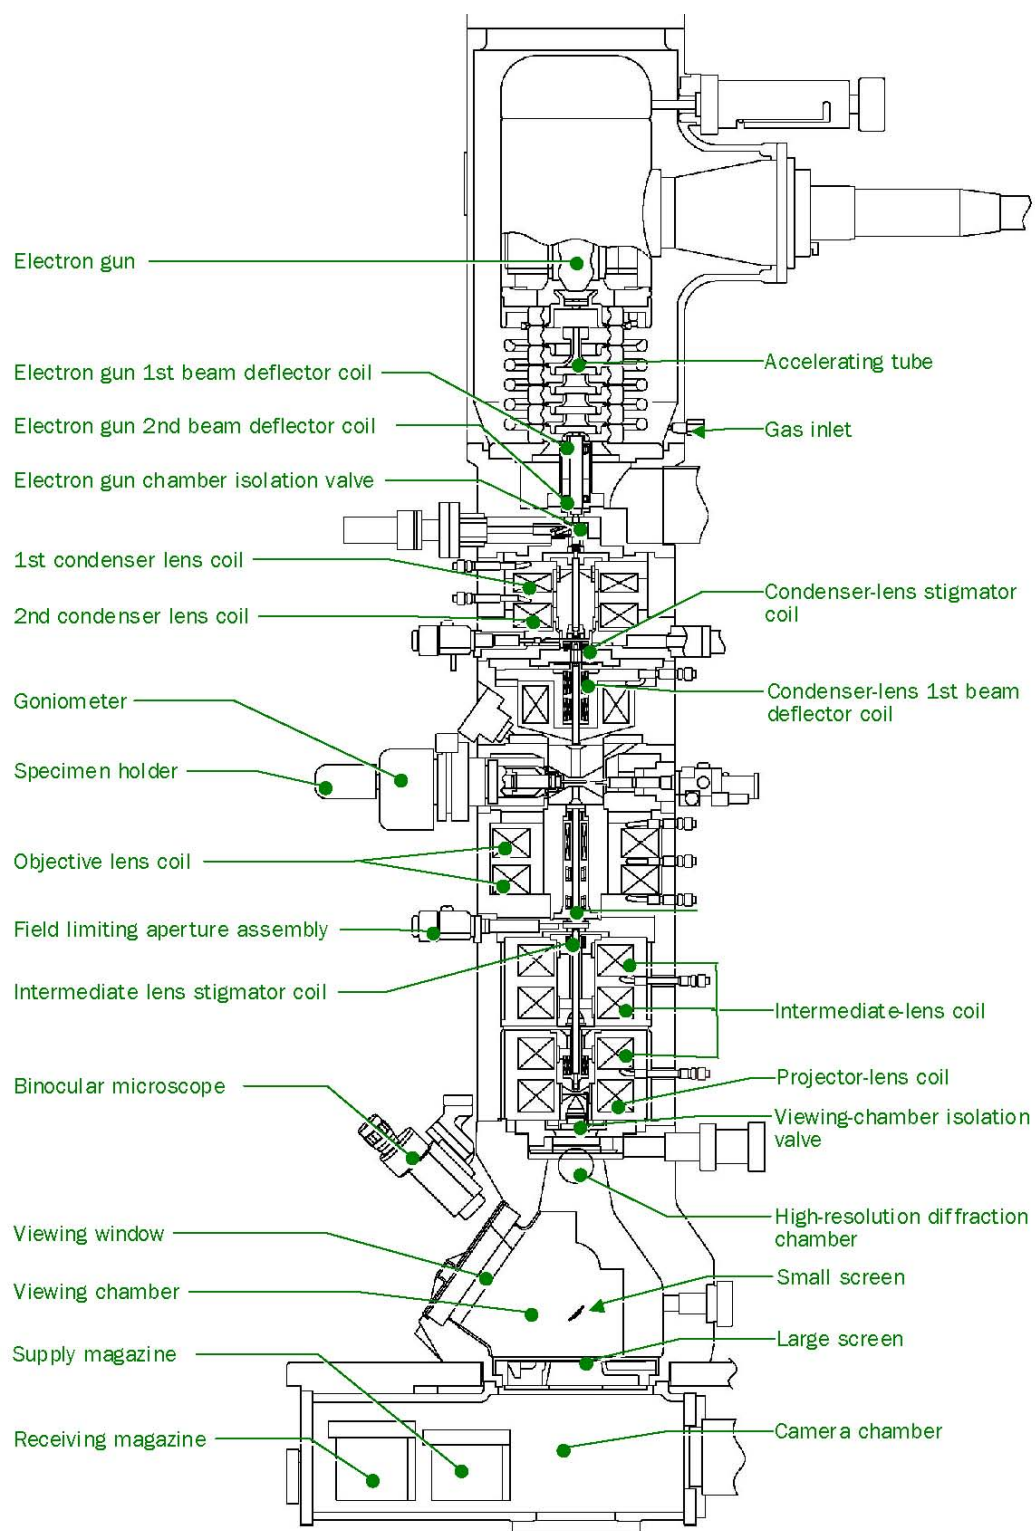 Electron gun
Electron gun 1st beam deflector coil
Accelerating tube
Electron gun 2nd beam deflector coil
Gas inlet
Electron gun chamber isolation valve
1st condenser lens coil
Condenser-lens stigmator
coil
2nd condenser lens coil
Goniometer
Condenser-lens 1st beam
deflector coil
Specimen holder
Objective lens coil
Field limiting aperture assembly
Intermediate lens stigmator coil
Intermediate-lens coil
Binocular microscope
Projector-lens coil
Viewing-chamber isolation
valve
Viewing window
High-resolution diffraction
chamber
Viewing chamber
Small screen
Supply magazine
Large screen
Receiving magazine
Camera chamber